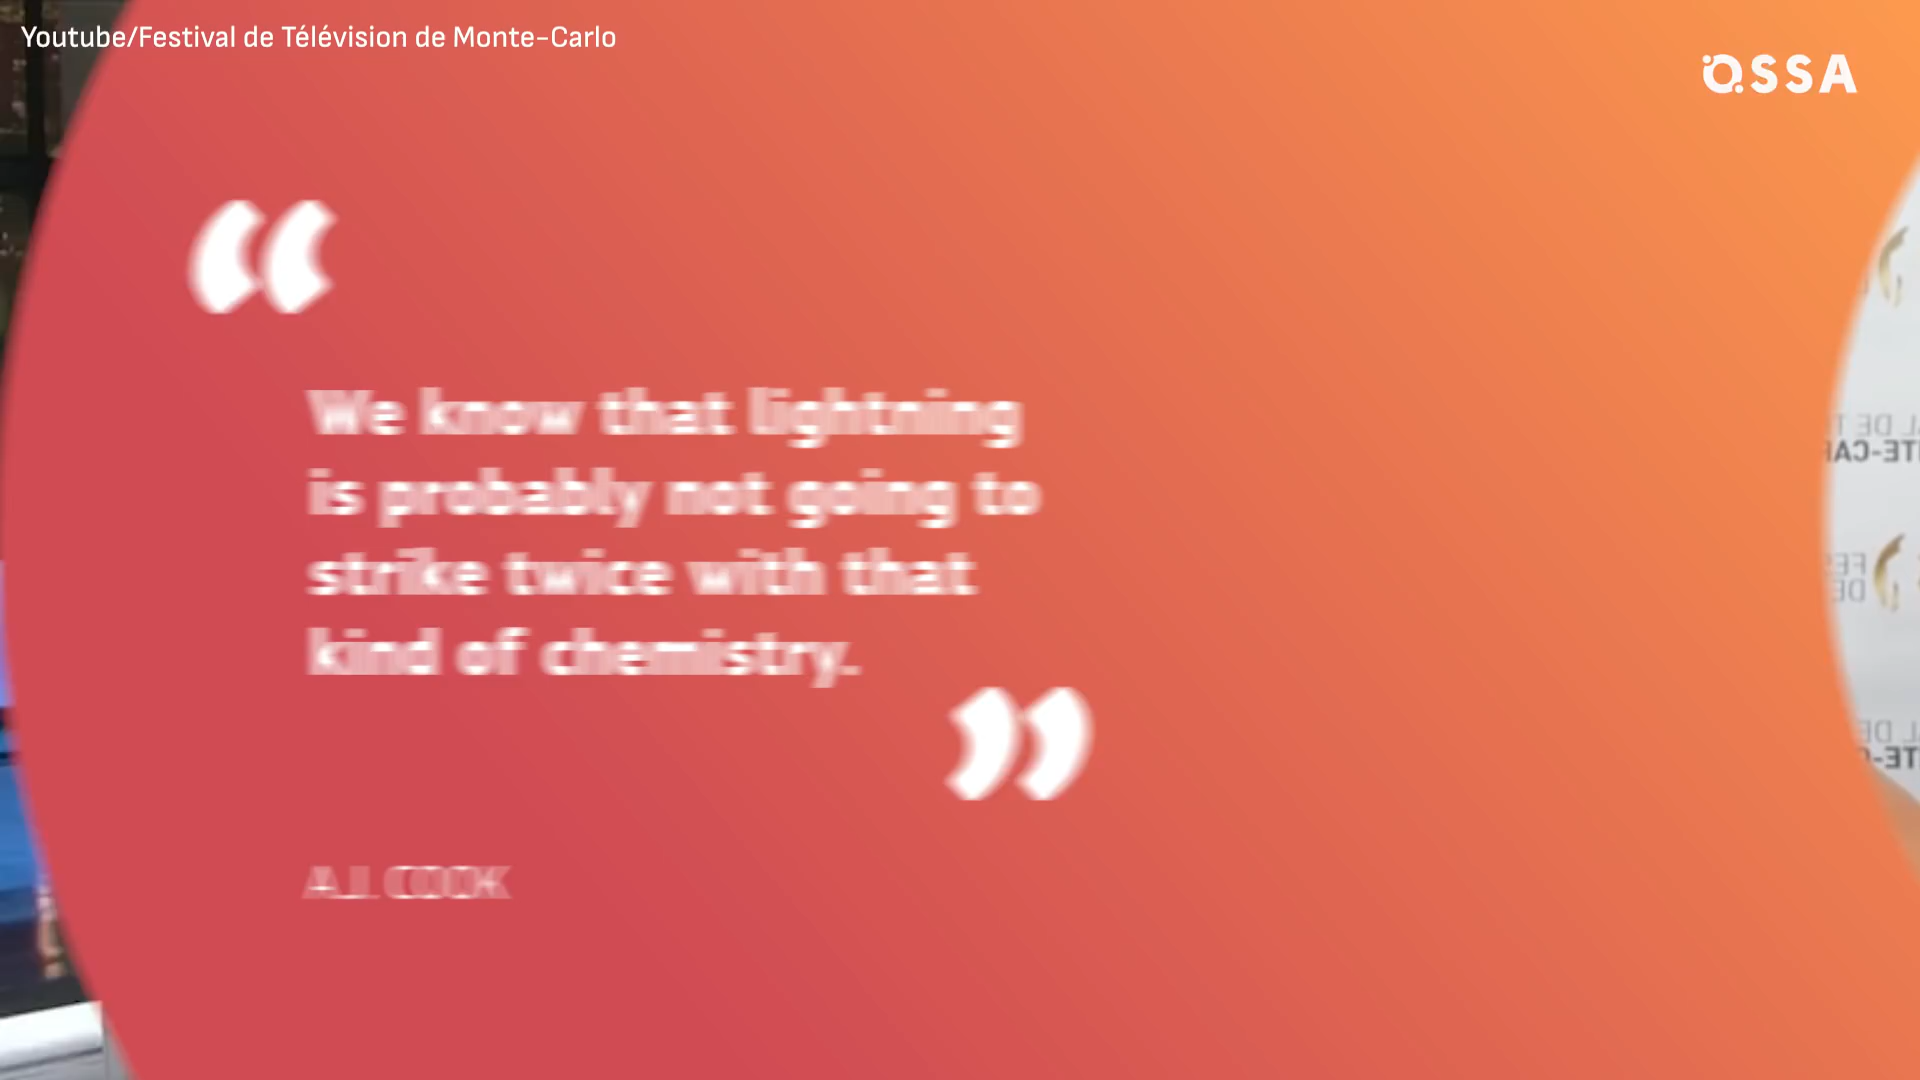 Youtube/Festival de Télévision de Monte-Carlo
OSSA
“
We know that lightning
is probably not going to
strike twice with that
kind of chemistry.
”
A.J. COOK